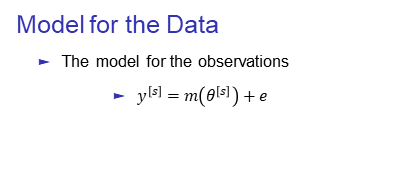 Model for the Data
► The model for the observations
► y^[s] = m(θ^[s]) + e